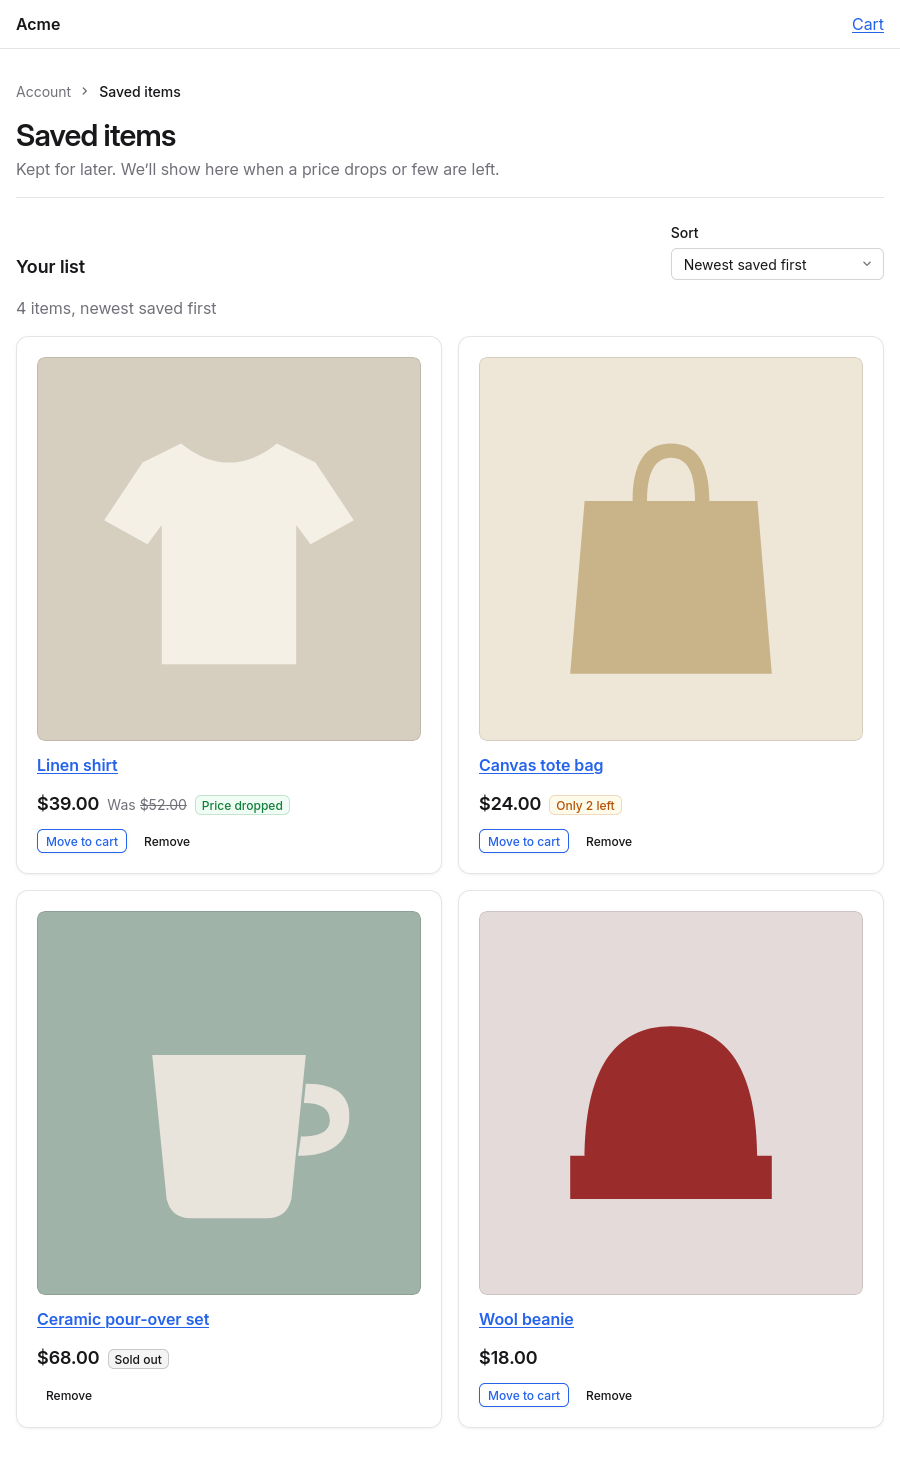 Acme
Cart
Account
Saved items
Saved items
Kept for later. We’ll show here when a price drops or few are left.
Sort
Your list
Newest saved first
4 items, newest saved first
Linen shirt
$39.00 Was $52.00 Price dropped
Move to cart Remove
Canvas tote bag
$24.00 Only 2 left
Move to cart Remove
Ceramic pour-over set
$68.00 Sold out
Remove
Wool beanie
$18.00
Move to cart Remove